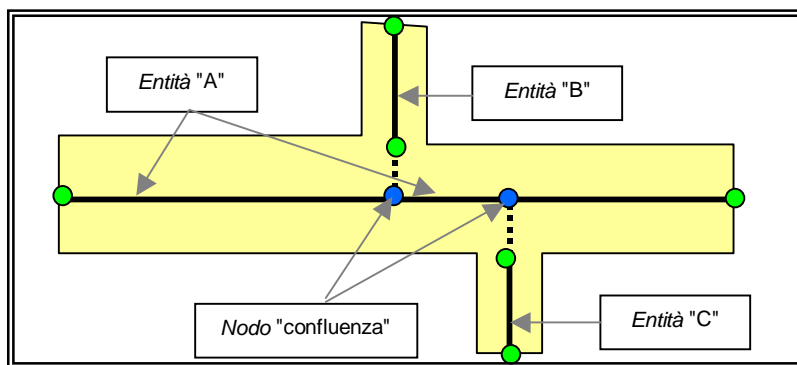 Entità "A"
Entità "B"
Nodo "confluenza"
Entità "C"